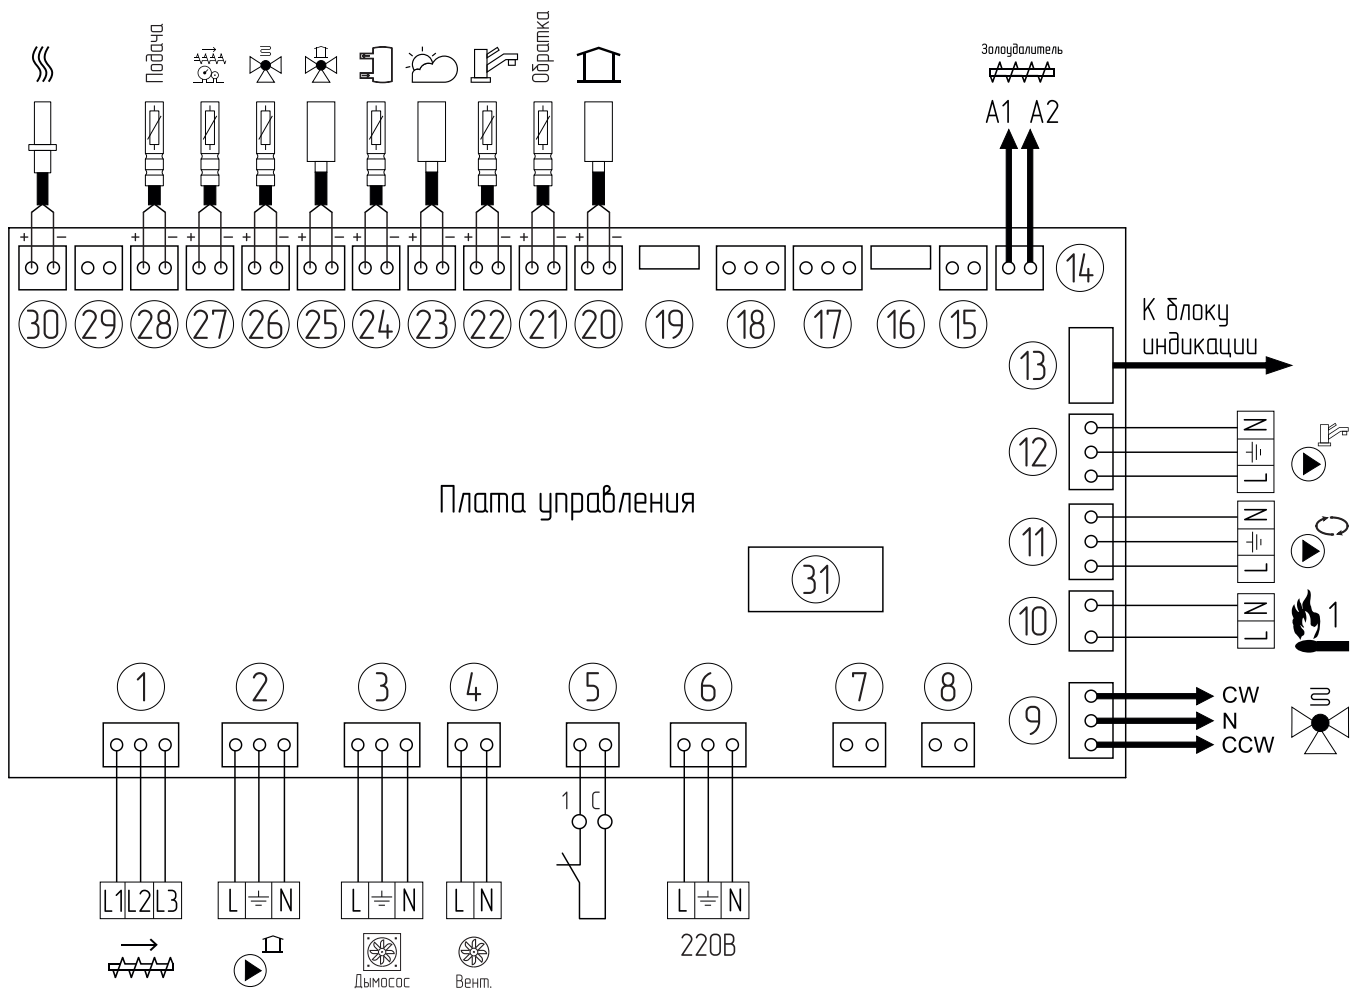 Подача
Обратка
Золоудалитель
A1 A2
+ − + − + − + − + − + − + − + − + − + −
30 29 28 27 26 25 24 23 22 21 20 19 18 17 16 15 14
К блоку
индикации
13
12
N
L
Плата управления
11
N
L
31
10
N
L
1
1 2 3 4 5 6 7 8
9
CW
N
CCW
1 C
L1 L2 L3
L N
L N
L N
L N
220В
Дымосос
Вент.